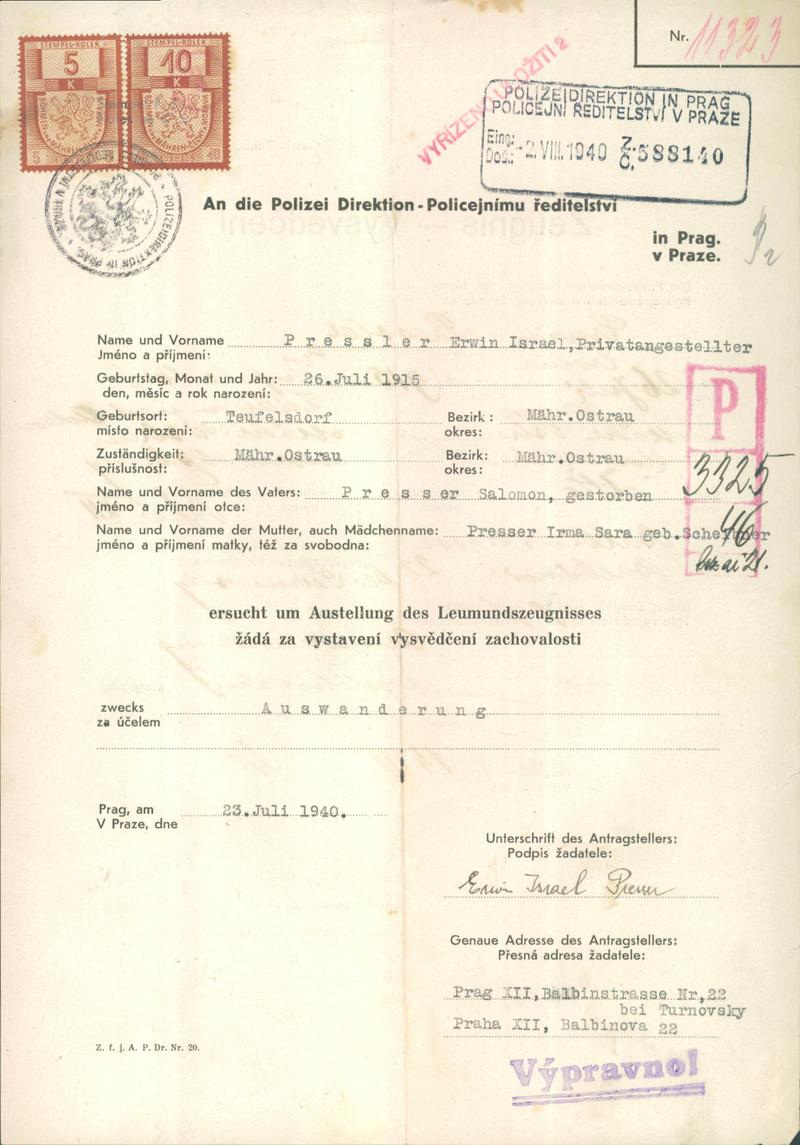 STEMPEL-KOLEK STEMPEL-KOLEK
5 10
K K
Nr. 11323
VYŘÍZENO ULOŽITI 2
POLIZEIDIREKTION IN PRAG
POLICEJNÍ ŘEDITELSTVÍ V PRAZE
Eing.:
Doš.: -2.VIII.1940 Z. Č. 588140
POLIZEIDIREKTION IN PRAG
An die Polizei Direktion - Policejnímu ředitelství
in Prag.
v Praze.
Name und Vorname P r e s s l e r Erwin Israel, Privatangestellter
Jméno a příjmení:
Geburtstag, Monat und Jahr: 26.Juli 1915
den, měsíc a rok narození:
P
Geburtsort: Teufelsdorf Bezirk: Mähr.Ostrau
místo narození: okres:
Zuständigkeit: Mähr.Ostrau Bezirk: Mähr.Ostrau
příslušnost: okres:
3325
Name und Vorname des Vaters: P r e s s e r Salomon, gestorben
jméno a příjmení otce:
46
Name und Vorname der Mutter, auch Mädchenname: Presser Irma Sara geb.
jméno a příjmení matky, též za svobodna:
ersucht um Austellung des Leumundszeugnisses
žádá za vystavení vysvědčení zachovalosti
zwecks A u s w a n d e r u n g
za účelem
Prag, am 23.Juli 1940.
V Praze, dne
Unterschrift des Antragstellers:
Podpis žadatele:
Erwin Israel Presser
Genaue Adresse des Antragstellers:
Přesná adresa žadatele:
Prag XII, Balbinstrasse Nr,22
bei Turnovsky
Praha XII, Balbinova 22
Z. f. j. A. P. Dr. Nr. 20.
Výpravno!